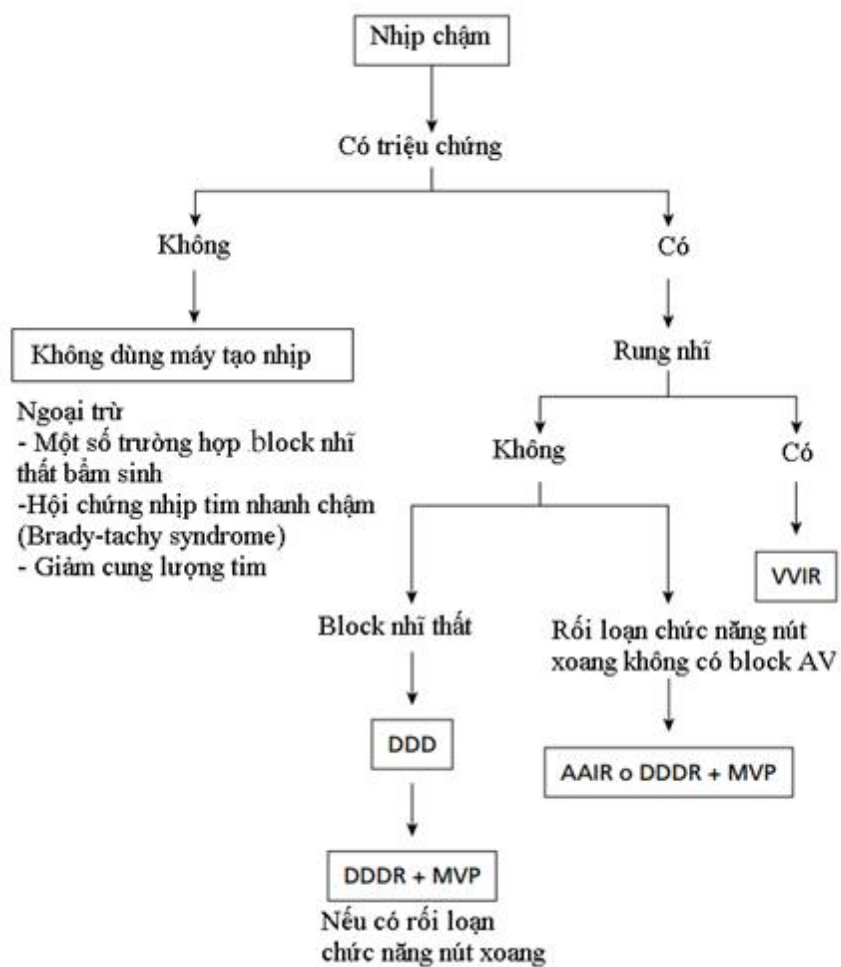 Nhịp chậm
Có triệu chứng
Không
Có
Không dùng máy tạo nhịp
Rung nhĩ
Ngoại trừ
- Một số trường hợp block nhĩ
thất bẩm sinh
-Hội chứng nhịp tim nhanh chậm
(Brady-tachy syndrome)
- Giảm cung lượng tim
Không
Có
VVIR
Block nhĩ thất
Rối loạn chức năng nút
xoang không có block AV
DDD
AAIR o DDDR + MVP
DDDR + MVP
Nếu có rối loạn
chức năng nút xoang